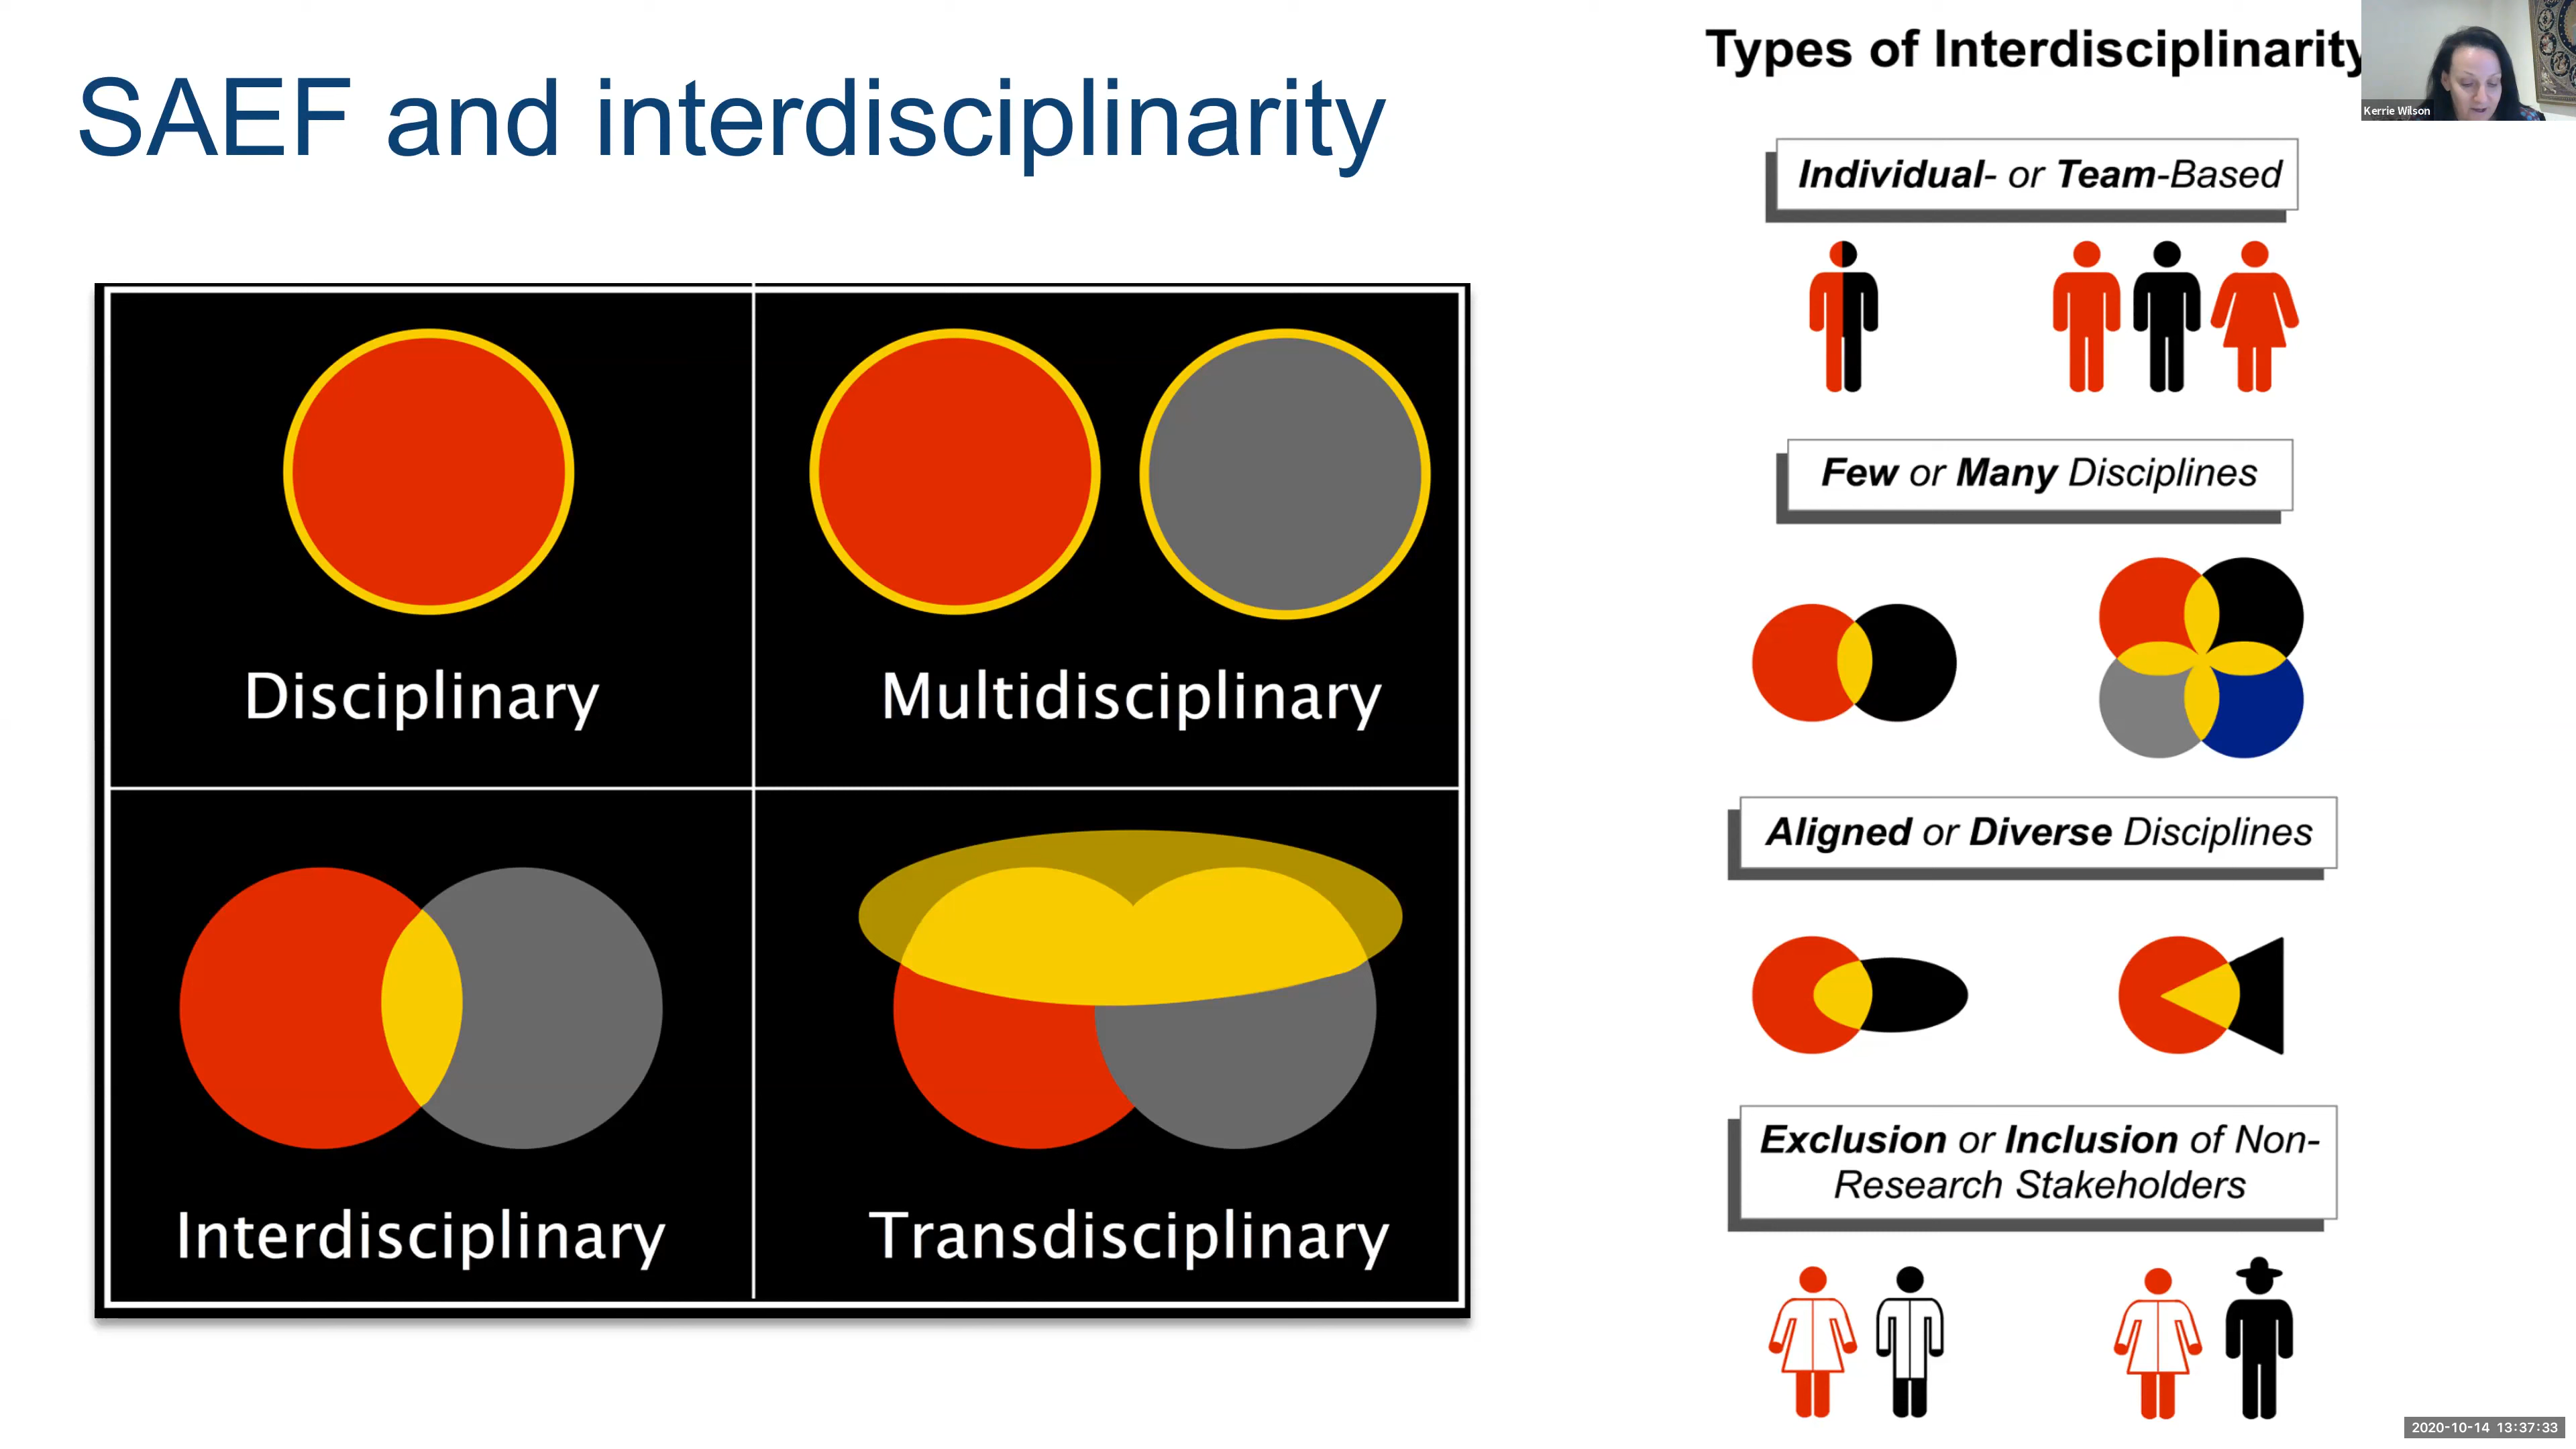 SAEF and interdisciplinarity
Disciplinary
Multidisciplinary
Interdisciplinary
Transdisciplinary
Types of Interdisciplinarity
Kerrie Wilson
Individual- or Team-Based
Few or Many Disciplines
Aligned or Diverse Disciplines
Exclusion or Inclusion of Non-
Research Stakeholders
2020-10-14 13:37:33